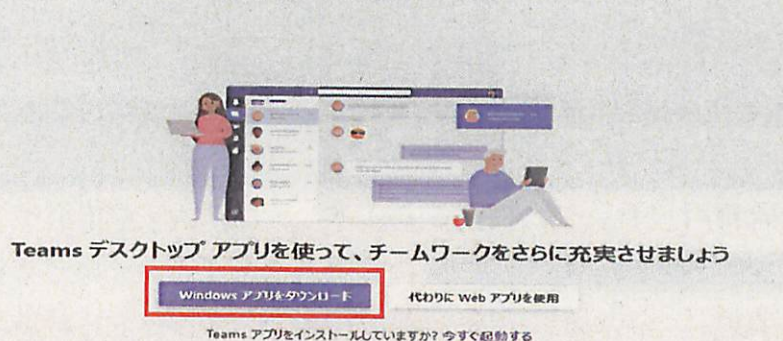 Teams デスクトップ アプリを使って、チームワークをさらに充実させましょう
Windows アプリをダウンロード
代わりに Web アプリを使用
Teams アプリをインストールしていますか? 今すぐ起動する